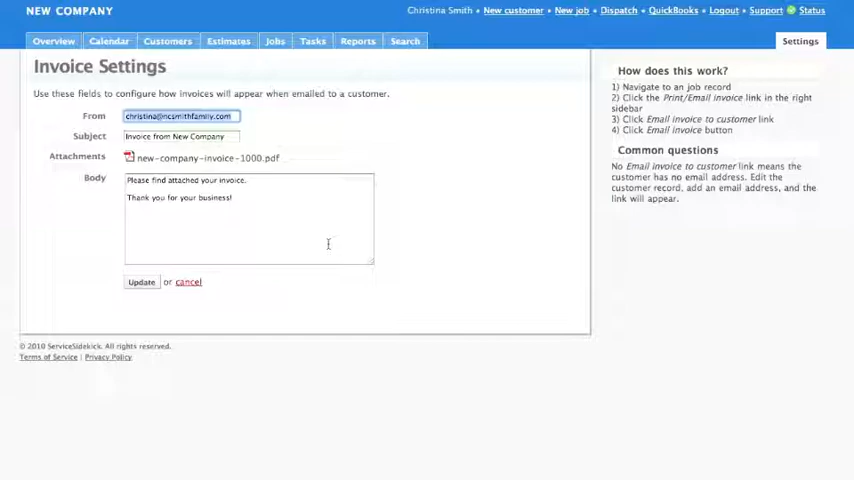 NEW COMPANY
Christina Smith • New customer • New job • Dispatch • QuickBooks • Logout • Support Status
Overview Calendar Customers Estimates Jobs Tasks Reports Search Settings
Invoice Settings
Use these fields to configure how invoices will appear when emailed to a customer.
From christina@ncsmithfamily.com
Subject Invoice from New Company
Attachments new-company-invoice-1000.pdf
Body Please find attached your invoice.
Thank you for your business!
Update or cancel
How does this work?
1) Navigate to an job record
2) Click the Print/Email invoice link in the right
sidebar
3) Click Email invoice to customer link
4) Click Email invoice button
Common questions
No Email invoice to customer link means the
customer has no email address. Edit the
customer record, add an email address, and the
link will appear.
© 2010 ServiceSidekick. All rights reserved.
Terms of Service | Privacy Policy